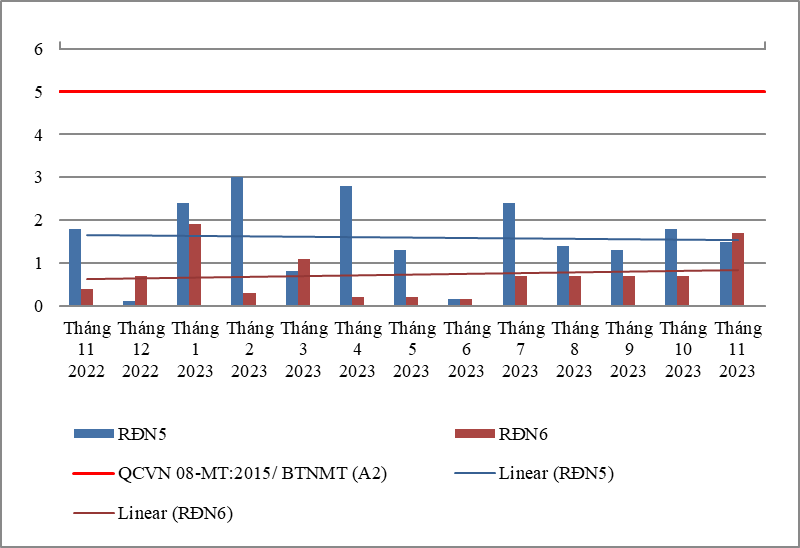 6
5
4
3
2
1
0
Tháng 11 2022
Tháng 12 2022
Tháng 1 2023
Tháng 2 2023
Tháng 3 2023
Tháng 4 2023
Tháng 5 2023
Tháng 6 2023
Tháng 7 2023
Tháng 8 2023
Tháng 9 2023
Tháng 10 2023
Tháng 11 2023
RĐN5
RĐN6
QCVN 08-MT:2015/ BTNMT (A2)
Linear (RĐN5)
Linear (RĐN6)